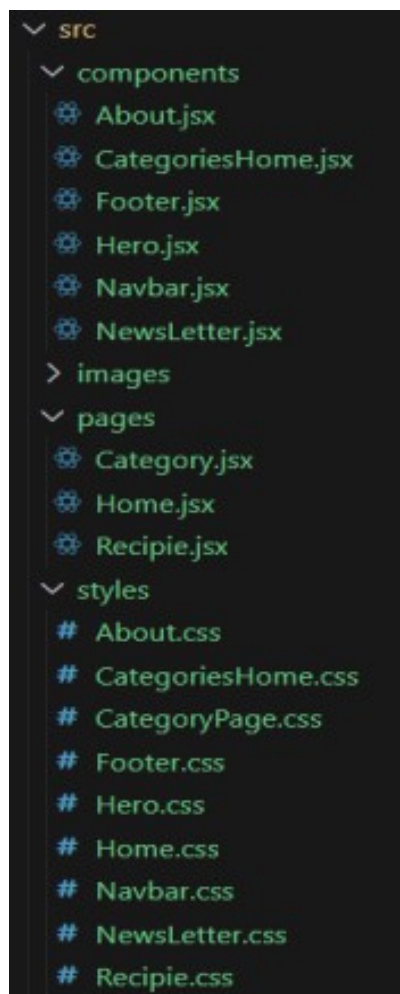 src
components
About.jsx
CategoriesHome.jsx
Footer.jsx
Hero.jsx
Navbar.jsx
NewsLetter.jsx
images
pages
Category.jsx
Home.jsx
Recipie.jsx
styles
# About.css
# CategoriesHome.css
# CategoryPage.css
# Footer.css
# Hero.css
# Home.css
# Navbar.css
# NewsLetter.css
# Recipie.css